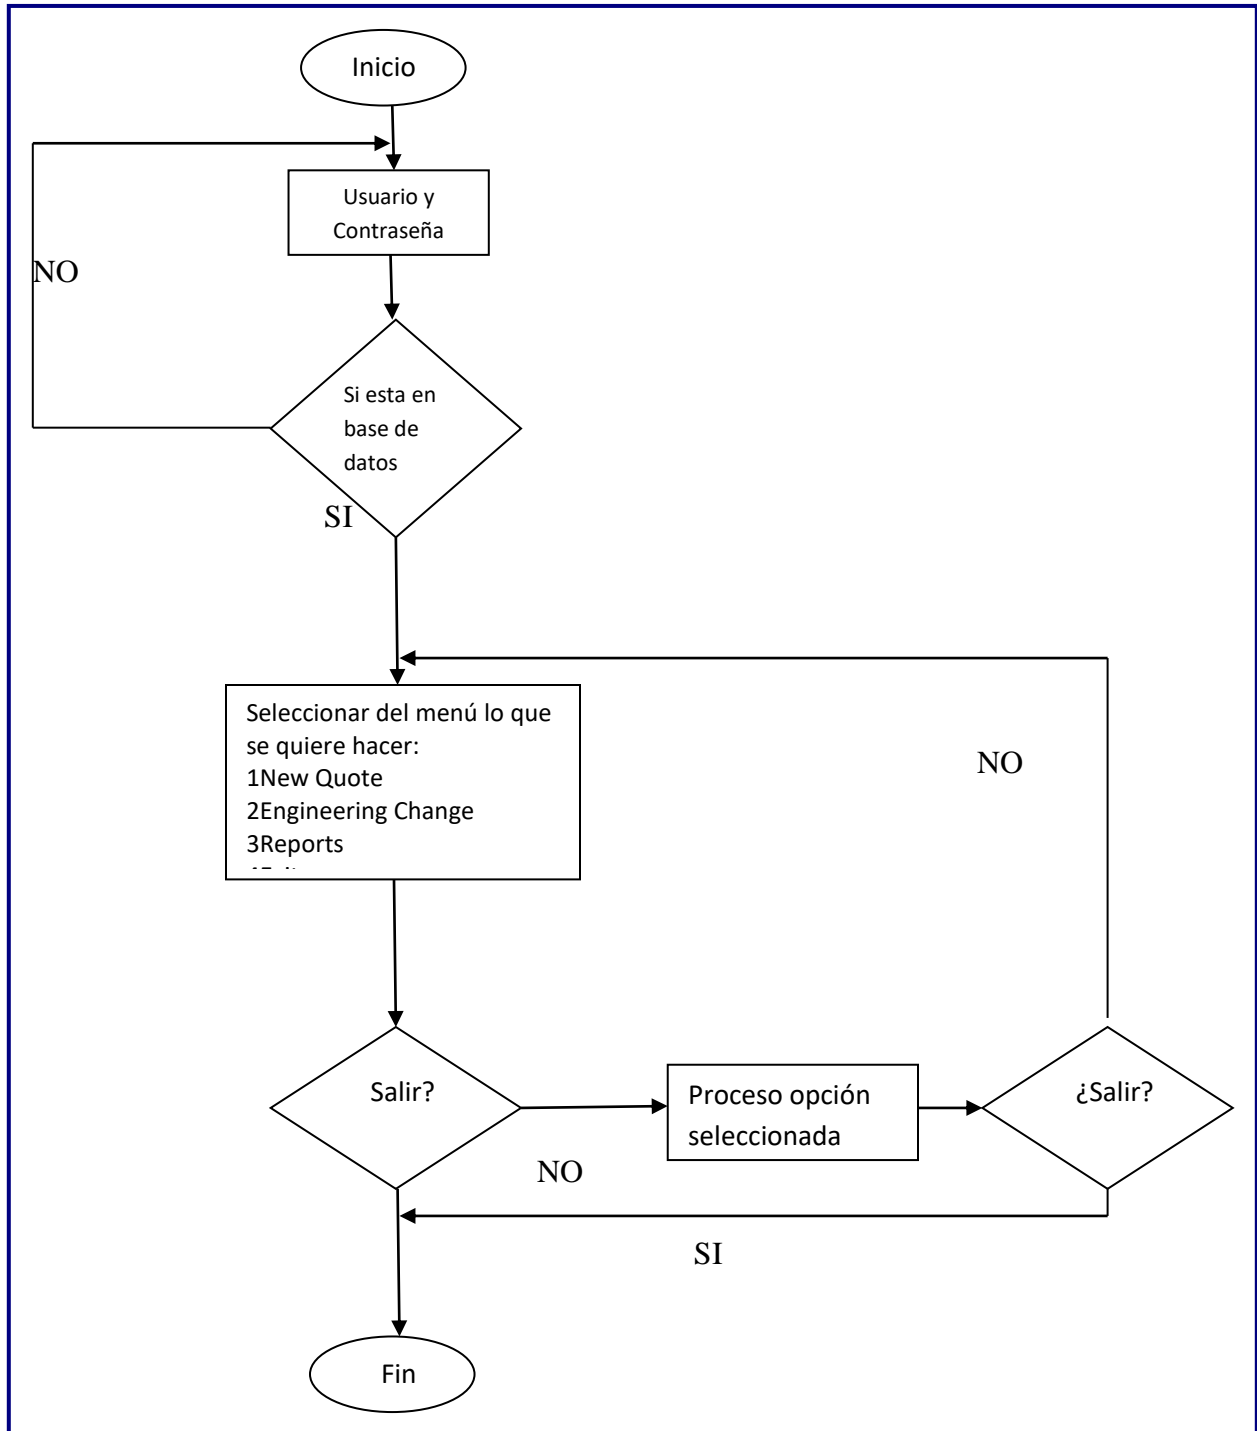 Inicio
Usuario y
Contraseña
NO
Si esta en
base de
datos
SI
Seleccionar del menú lo que
se quiere hacer:
1New Quote
2Engineering Change
3Reports
NO
Salir?
Proceso opción
seleccionada
¿Salir?
NO
SI
Fin